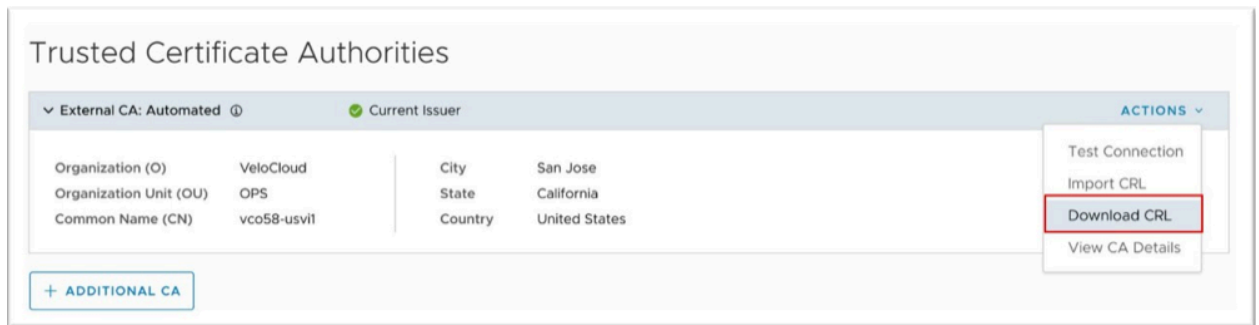 Trusted Certificate Authorities
External CA: Automated
Current Issuer
ACTIONS
Organization (O) VeloCloud
City San Jose
Organization Unit (OU) OPS
State California
Common Name (CN) vco58-usvi1
Country United States
Test Connection
Import CRL
Download CRL
View CA Details
+ ADDITIONAL CA